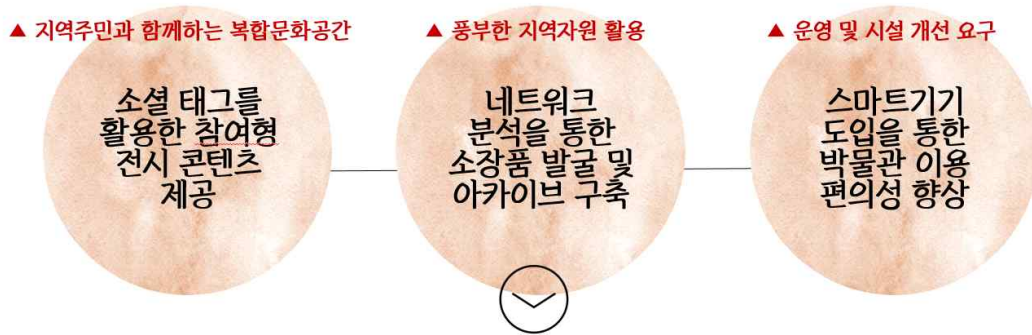 ▲ 지역주민과 함께하는 복합문화공간
소셜 태그를
활용한 참여형
전시 콘텐츠
제공
▲ 풍부한 지역자원 활용
네트워크
분석을 통한
소장품 발굴 및
아카이브 구축
▲ 운영 및 시설 개선 요구
스마트기기
도입을 통한
박물관 이용
편의성 향상